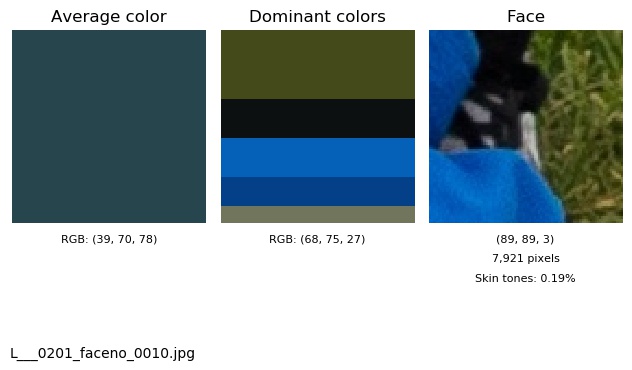 Average color
Dominant colors
Face
RGB: (39, 70, 78)
RGB: (68, 75, 27)
(89, 89, 3)
7,921 pixels
Skin tones: 0.19%
L___0201_faceno_0010.jpg